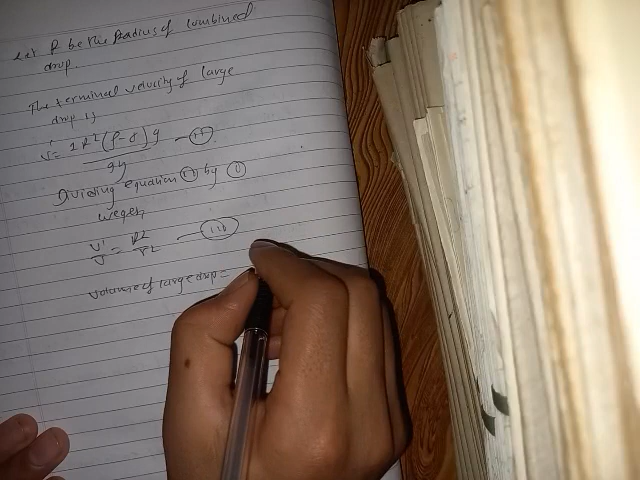 Let R be the Radius of combined
drop.
The terminal velocity of large
drop is
v' = 2R²(ρ-σ)g — (ii)
9η
Dividing equation (ii) by (i)
we get,
v'/v = R²/r² — (iii)
volume of large drop =